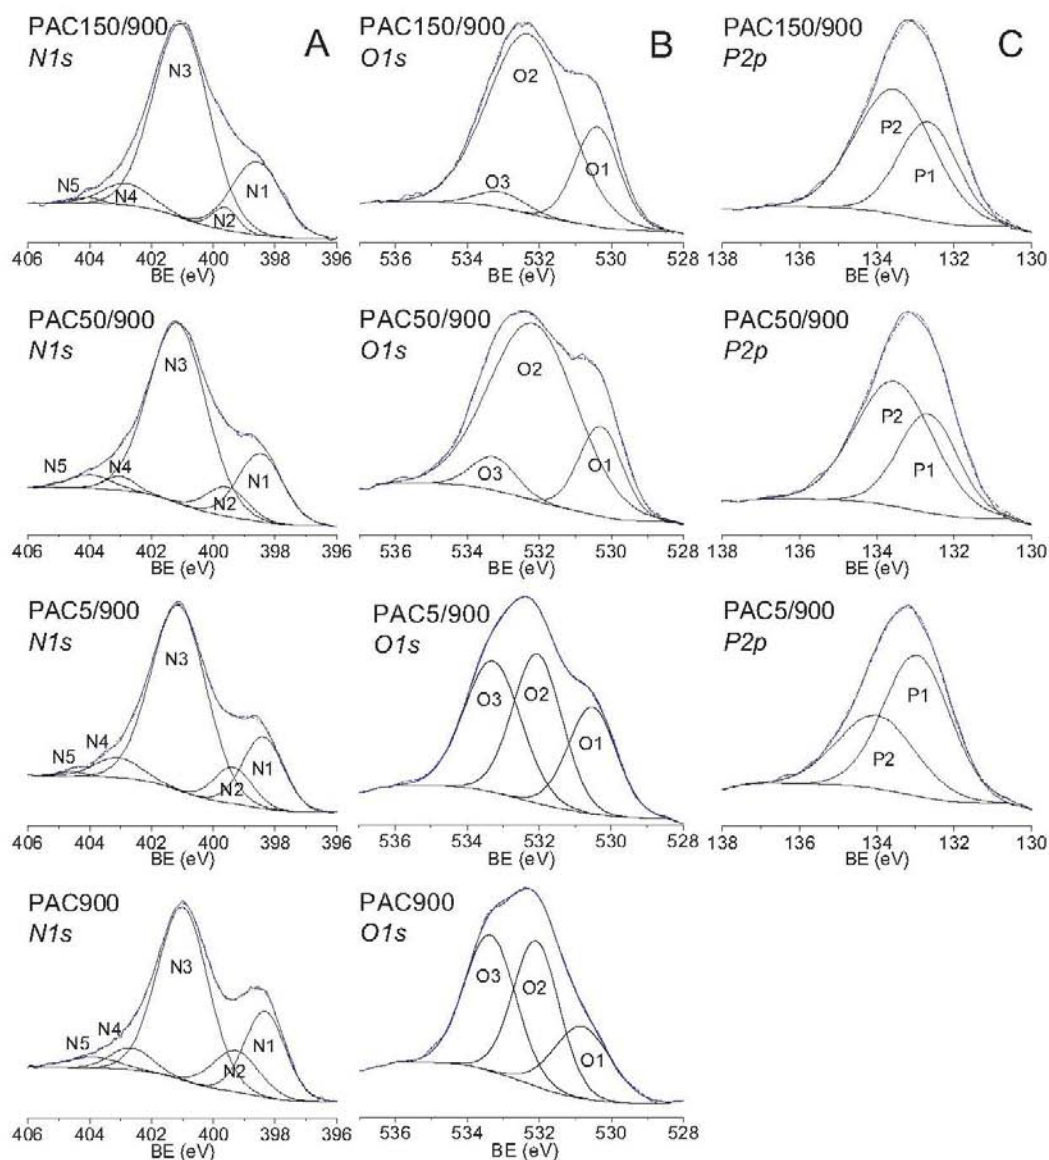 PAC150/900
N1s
A
N3
N5
N4
N2
N1
406 404 402 400 398 396
BE (eV)
PAC150/900
O1s
B
O2
O3
O1
536 534 532 530 528
BE (eV)
PAC150/900
P2p
C
P2
P1
138 136 134 132 130
BE (eV)
PAC50/900
N1s
N3
N5
N4
N2
N1
406 404 402 400 398 396
BE (eV)
PAC50/900
O1s
O2
O3
O1
536 534 532 530 528
BE (eV)
PAC50/900
P2p
P2
P1
138 136 134 132 130
BE (eV)
PAC5/900
N1s
N3
N4
N5
N2
N1
406 404 402 400 398 396
BE (eV)
PAC5/900
O1s
O3
O2
O1
536 534 532 530 528
BE (eV)
PAC5/900
P2p
P1
P2
138 136 134 132 130
BE (eV)
PAC900
N1s
N3
N4
N5
N2
N1
406 404 402 400 398 396
BE (eV)
PAC900
O1s
O3
O2
O1
536 534 532 530 528
BE (eV)